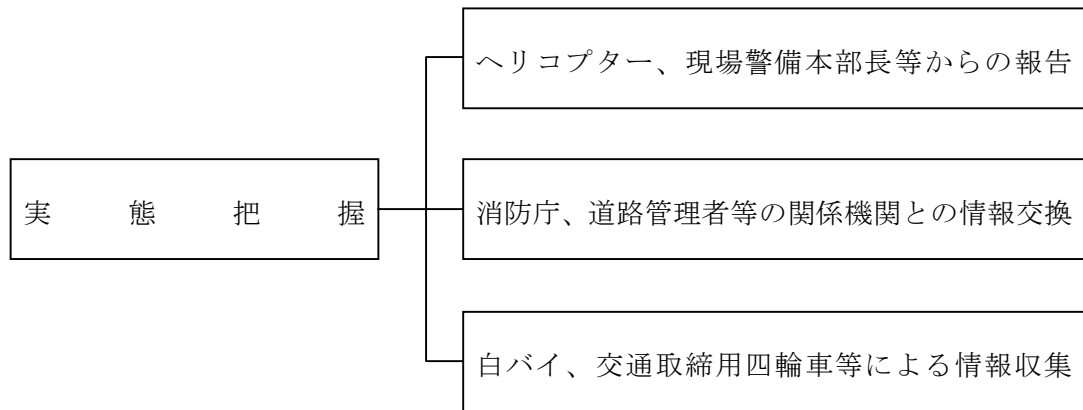 ヘリコプター、現場警備本部長等からの報告
実態把握
消防庁、道路管理者等の関係機関との情報交換
白バイ、交通取締用四輪車等による情報収集